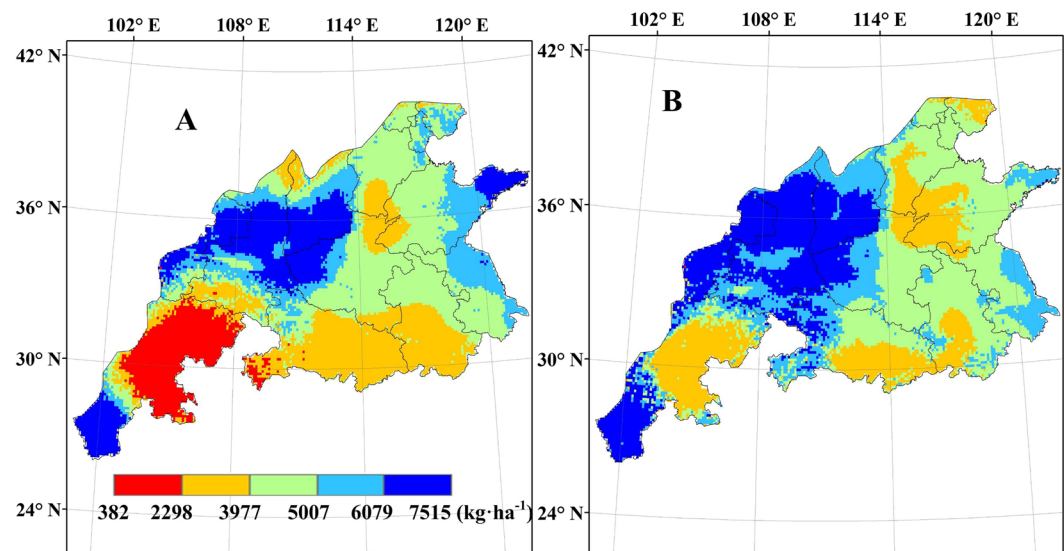 102° E 108° E 114° E 120° E
102° E 108° E 114° E 120° E
42° N
42° N
A
B
36° N
36° N
30° N
30° N
382 2298 3977 5007 6079 7515 (kg·ha⁻¹)
24° N
24° N